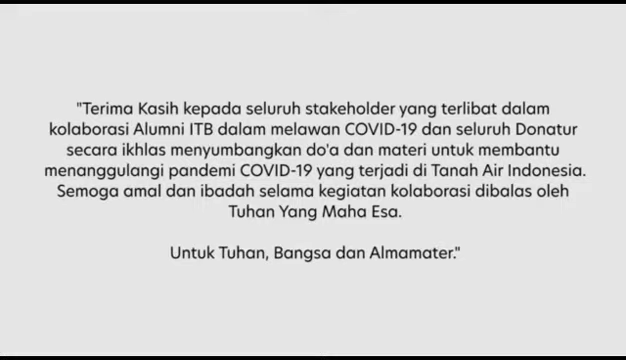 "Terima Kasih kepada seluruh stakeholder yang terlibat dalam
kolaborasi Alumni ITB dalam melawan COVID-19 dan seluruh Donatur
secara ikhlas menyumbangkan do'a dan materi untuk membantu
menanggulangi pandemi COVID-19 yang terjadi di Tanah Air Indonesia.
Semoga amal dan ibadah selama kegiatan kolaborasi dibalas oleh
Tuhan Yang Maha Esa.
Untuk Tuhan, Bangsa dan Almamater."